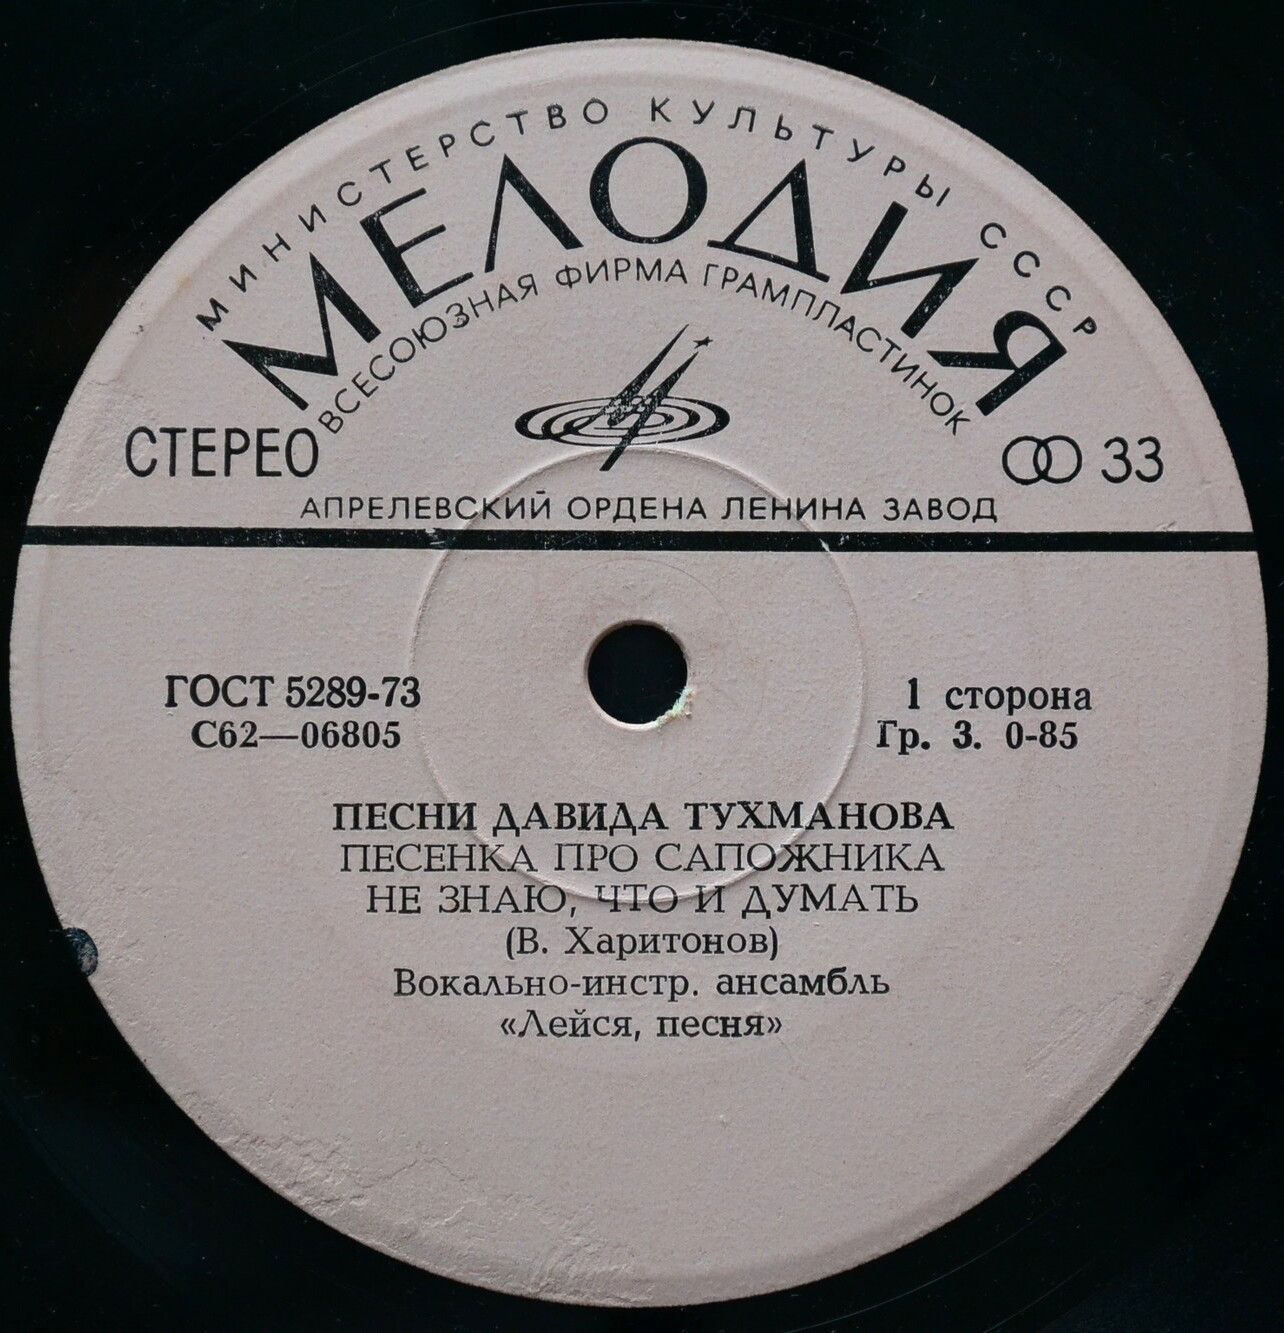 МИНИСТЕРСТВО КУЛЬТУРЫ СССР
МЕЛОДИЯ
ВСЕСОЮЗНАЯ ФИРМА ГРАМПЛАСТИНОК
СТЕРЕО
33
АПРЕЛЕВСКИЙ ОРДЕНА ЛЕНИНА ЗАВОД
ГОСТ 5289-73
С62—06805
1 сторона
Гр. 3. 0-85
ПЕСНИ ДАВИДА ТУХМАНОВА
ПЕСЕНКА ПРО САПОЖНИКА
НЕ ЗНАЮ, ЧТО И ДУМАТЬ
(В. Харитонов)
Вокально-инстр. ансамбль
«Лейся, песня»